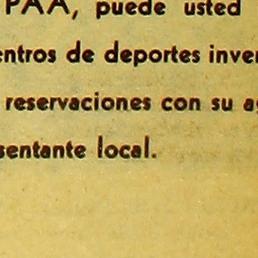 PAA, puede usted
entros de deportes inver
reservaciones con su a
sentante local.